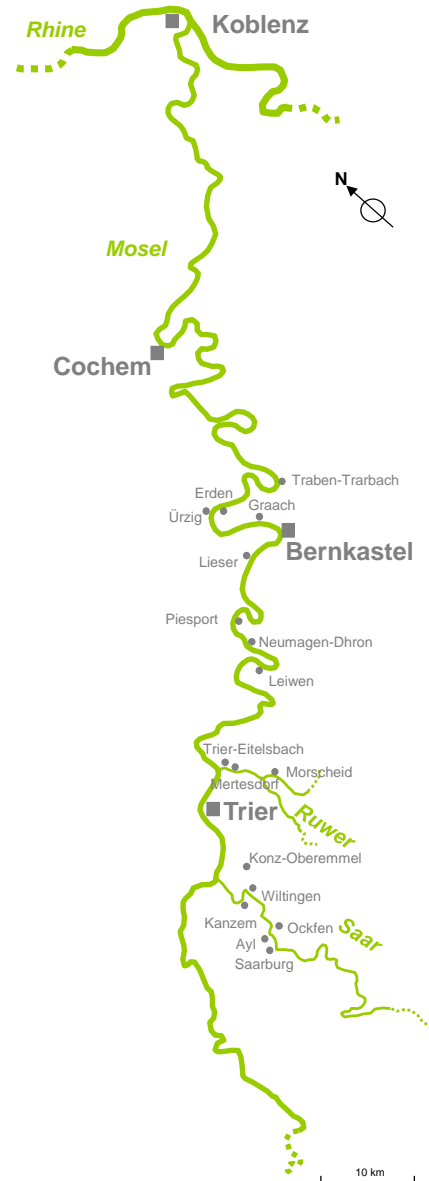 Koblenz
Rhine
N
Mosel
Cochem
Traben-Trarbach
Erden
Graach
Ürzig
Bernkastel
Lieser
Piesport
Neumagen-Dhron
Leiwen
Trier-Eitelsbach
Morscheid
Mertesdorf
Trier
Ruwer
Konz-Oberemmel
Wiltingen
Kanzem
Ockfen
Saar
Ayl
Saarburg
10 km